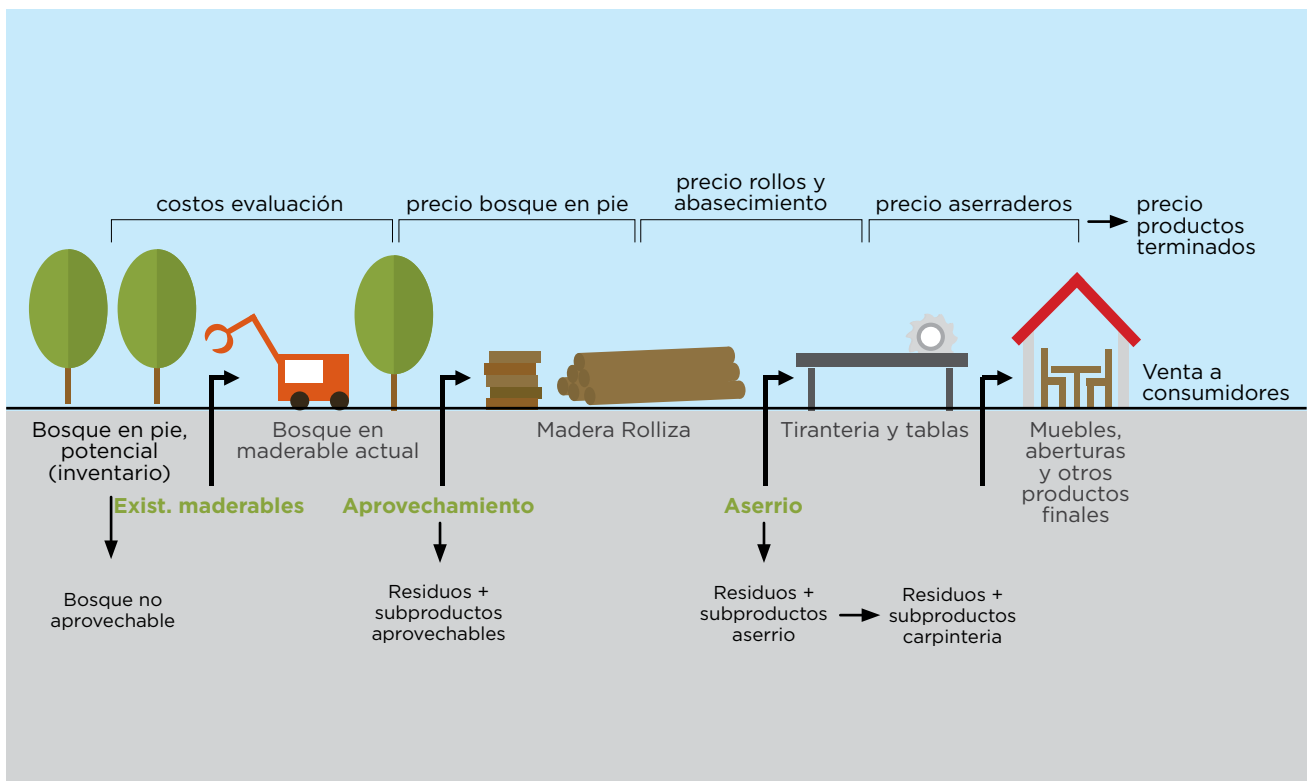 costos evaluación
precio bosque en pie
precio rollos y
abasecimiento
precio aserraderos
precio
productos
terminados
Venta a
consumidores
Bosque en pie,
potencial
(inventario)
Bosque en
maderable actual
Madera Rolliza
Tiranteria y tablas
Muebles,
aberturas
y otros
productos
finales
Exist. maderables
Aprovechamiento
Aserrio
Bosque no
aprovechable
Residuos +
subproductos
aprovechables
Residuos +
subproductos
aserrio
Residuos +
subproductos
carpinteria